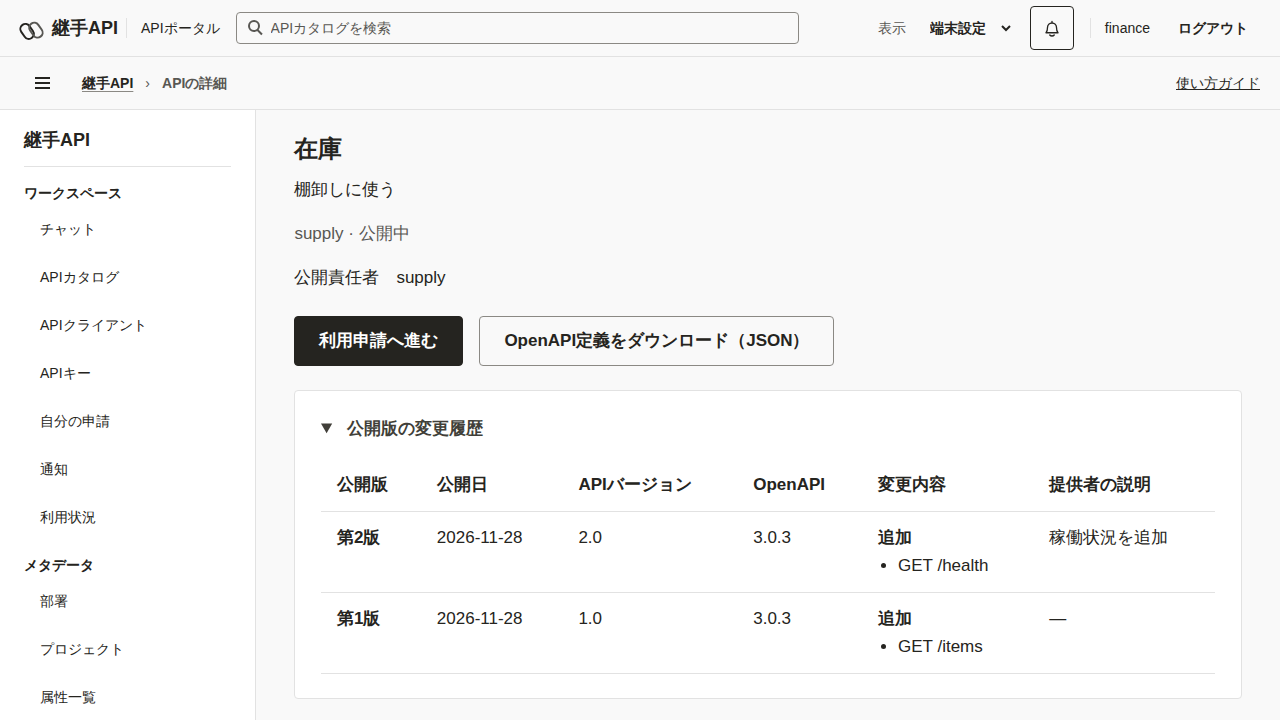 継手API APIポータル APIカタログを検索 表示 端末設定 finance ログアウト
継手API › APIの詳細 使い方ガイド
継手API
ワークスペース
チャット
APIカタログ
APIクライアント
APIキー
自分の申請
通知
利用状況
メタデータ
部署
プロジェクト
属性一覧
在庫
棚卸しに使う
supply · 公開中
公開責任者 supply
利用申請へ進む OpenAPI定義をダウンロード（JSON）
▼ 公開版の変更履歴
公開版 公開日 APIバージョン OpenAPI 変更内容 提供者の説明
第2版 2026-11-28 2.0 3.0.3 追加 稼働状況を追加
• GET /health
第1版 2026-11-28 1.0 3.0.3 追加 —
• GET /items